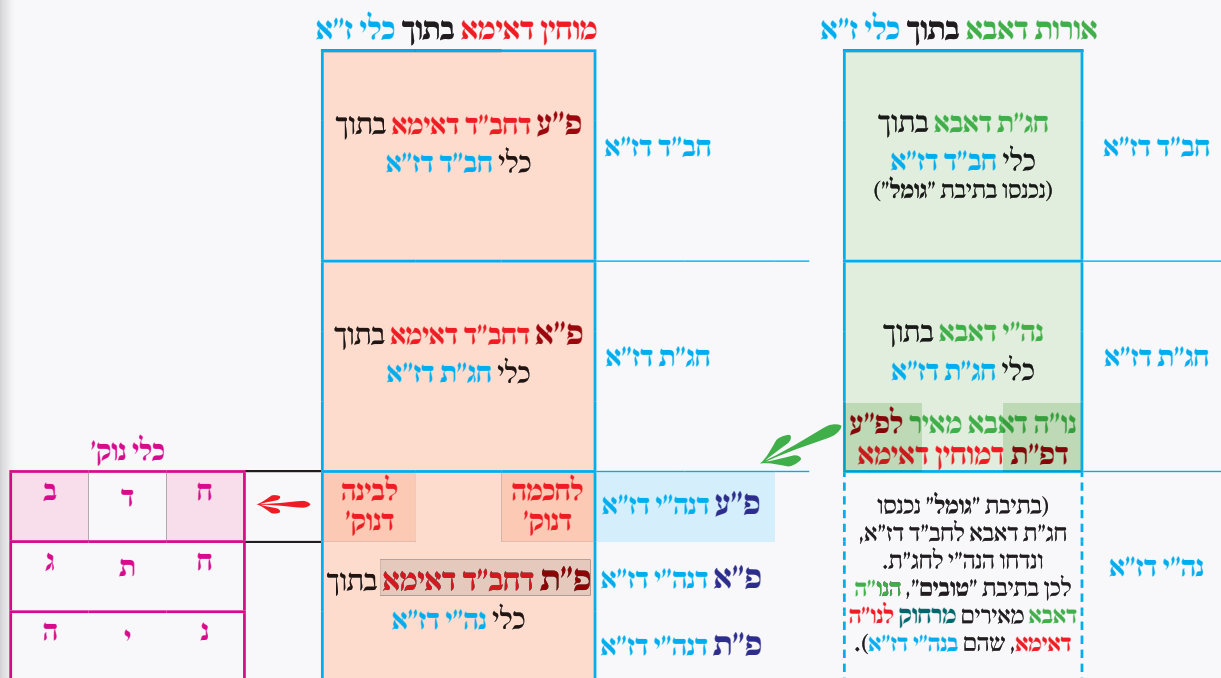 אורות דאבא בתוך כלי ז"א
חב"ד דז"א
חג"ת דאבא בתוך
כלי חב"ד דז"א
(נכנסו בתיבת "גומל")
חג"ת דז"א
נה"י דאבא בתוך
כלי חג"ת דז"א
נו"ה דאבא מאיר לפ"ע
דפ"ת דמוחין דאימא
נה"י דז"א
(בתיבת "גומל" נכנסו
חג"ת דאבא לחב"ד דז"א,
ונדחו הנה"י לחג"ת.
לכן בתיבת "טובים", הנו"ה
דאבא מאירים מרחוק לנו"ה
דאימא, שהם בנה"י דז"א).
מוחין דאימא בתוך כלי ז"א
חב"ד דז"א
פ"ע דחב"ד דאימא בתוך
כלי חב"ד דז"א
חג"ת דז"א
פ"א דחב"ד דאימא בתוך
כלי חג"ת דז"א
פ"ע דנה"י דז"א
פ"א דנה"י דז"א
פ"ת דנה"י דז"א
לחכמה
דנוק'
לבינה
דנוק'
פ"ת דחב"ד דאימא בתוך
כלי נה"י דז"א
כלי נוק'
ח ד ב
ח ת ג
נ י ה